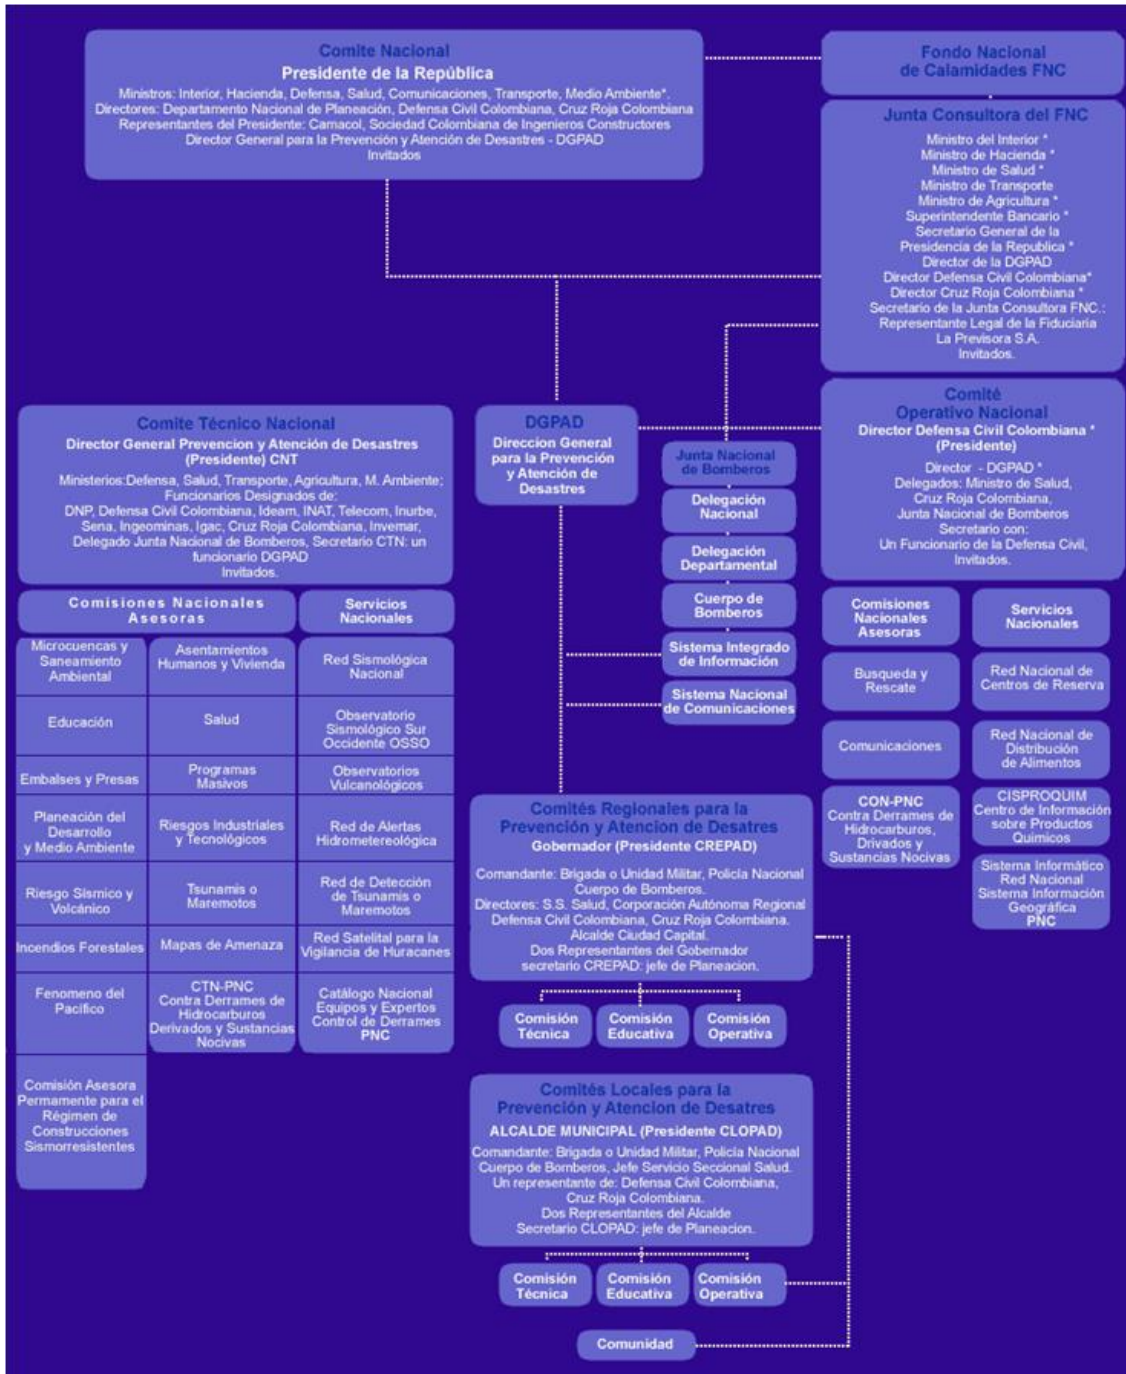 Comite Nacional
Presidente de la República
Ministros: Interior, Hacienda, Defensa, Salud, Comunicaciones, Transporte, Medio Ambiente*.
Directores: Departamento Nacional de Planeación, Defensa Civil Colombiana, Cruz Roja Colombiana
Representantes del Presidente: Camacol, Sociedad Colombiana de Ingenieros Constructores
Director General para la Prevención y Atención de Desastres - DGPAD
Invitados
Fondo Nacional
de Calamidades FNC
Junta Consultora del FNC
Ministro del Interior *
Ministro de Hacienda *
Ministro de Salud *
Ministro de Transporte
Ministro de Agricultura *
Superintendente Bancario *
Secretario General de la
Presidencia de la Republica *
Director de la DGPAD
Director Defensa Civil Colombiana*
Director Cruz Roja Colombiana *
Secretario de la Junta Consultora FNC.:
Representante Legal de la Fiduciaria
La Previsora S.A.
Invitados.
Comite Técnico Nacional
Director General Prevencion y Atención de Desastres
(Presidente) CNT
Ministerios:Defensa, Salud, Transporte, Agricultura, M. Ambiente;
Funcionarios Designados de:
DNP, Defensa Civil Colombiana, Ideam, INAT, Telecom, Inurbe,
Sena, Ingeominas, Igac, Cruz Roja Colombiana, Invemar,
Delegado Junta Nacional de Bomberos, Secretario CTN: un
funcionario DGPAD
Invitados.
DGPAD
Direccion General
para la Prevención
y Atención de
Desastres
Junta Nacional
de Bomberos
Delegación
Nacional
Delegación
Departamental
Cuerpo de
Bomberos
Sistema Integrado
de Información
Sistema Nacional
de Comunicaciones
Comité
Operativo Nacional
Director Defensa Civil Colombiana *
(Presidente)
Director - DGPAD *
Delegados: Ministro de Salud,
Cruz Roja Colombiana,
Junta Nacional de Bomberos
Secretario con:
Un Funcionario de la Defensa Civil,
Invitados.
Comisiones Nacionales
Asesoras
Servicios
Nacionales
Microcuencas y
Saneamiento
Ambiental
Asentamientos
Humanos y Vivienda
Red Sismológica
Nacional
Educación
Salud
Observatorio
Sismológico Sur
Occidente OSSO
Embalses y Presas
Programas
Masivos
Observatorios
Vulcanológicos
Planeación del
Desarrollo
y Medio Ambiente
Riesgos Industriales
y Tecnológicos
Red de Alertas
Hidrometereológica
Riesgo Sísmico y
Volcánico
Tsunamis o
Maremotos
Red de Detección
de Tsunamis o
Maremotos
Incendios Forestales
Mapas de Amenaza
Red Satelital para la
Vigilancia de Huracanes
Fenomeno del
Pacífico
CTN-PNC
Contra Derrames de
Hidrocarburos
Derivados y Sustancias
Nocivas
Catálogo Nacional
Equipos y Expertos
Control de Derrames
PNC
Comisión Asesora
Permamente para el
Régimen de
Construcciones
Sismorresistentes
Comisiones
Nacionales
Asesoras
Servicios
Nacionales
Busqueda y
Rescate
Red Nacional de
Centros de Reserva
Comunicaciones
Red Nacional de
Distribución
de Alimentos
CON-PNC
Contra Derrames de
Hidrocarburos,
Drivados y
Sustancias Nocivas
CISPROQUIM
Centro de Información
sobre Productos
Químicos
Sistema Informático
Red Nacional
Sistema Información
Geográfica
PNC
Comités Regionales para la
Prevención y Atencion de Desatres
Gobernador (Presidente CREPAD)
Comandante: Brigada o Unidad Militar, Policía Nacional
Cuerpo de Bomberos.
Directores: S.S. Salud, Corporación Autónoma Regional
Defensa Civil Colombiana, Cruz Roja Colombiana.
Alcalde Ciudad Capital.
Dos Representantes del Gobernador
secretario CREPAD: jefe de Planeacion.
Comisión
Técnica
Comisión
Educativa
Comisión
Operativa
Comités Locales para la
Prevención y Atencion de Desatres
ALCALDE MUNICIPAL (Presidente CLOPAD)
Comandante: Brigada o Unidad Militar, Policía Nacional
Cuerpo de Bomberos, Jefe Servicio Seccional Salud.
Un representante de: Defensa Civil Colombiana,
Cruz Roja Colombiana.
Dos Representantes del Alcalde
Secretario CLOPAD: jefe de Planeacion.
Comisión
Técnica
Comisión
Educativa
Comisión
Operativa
Comunidad